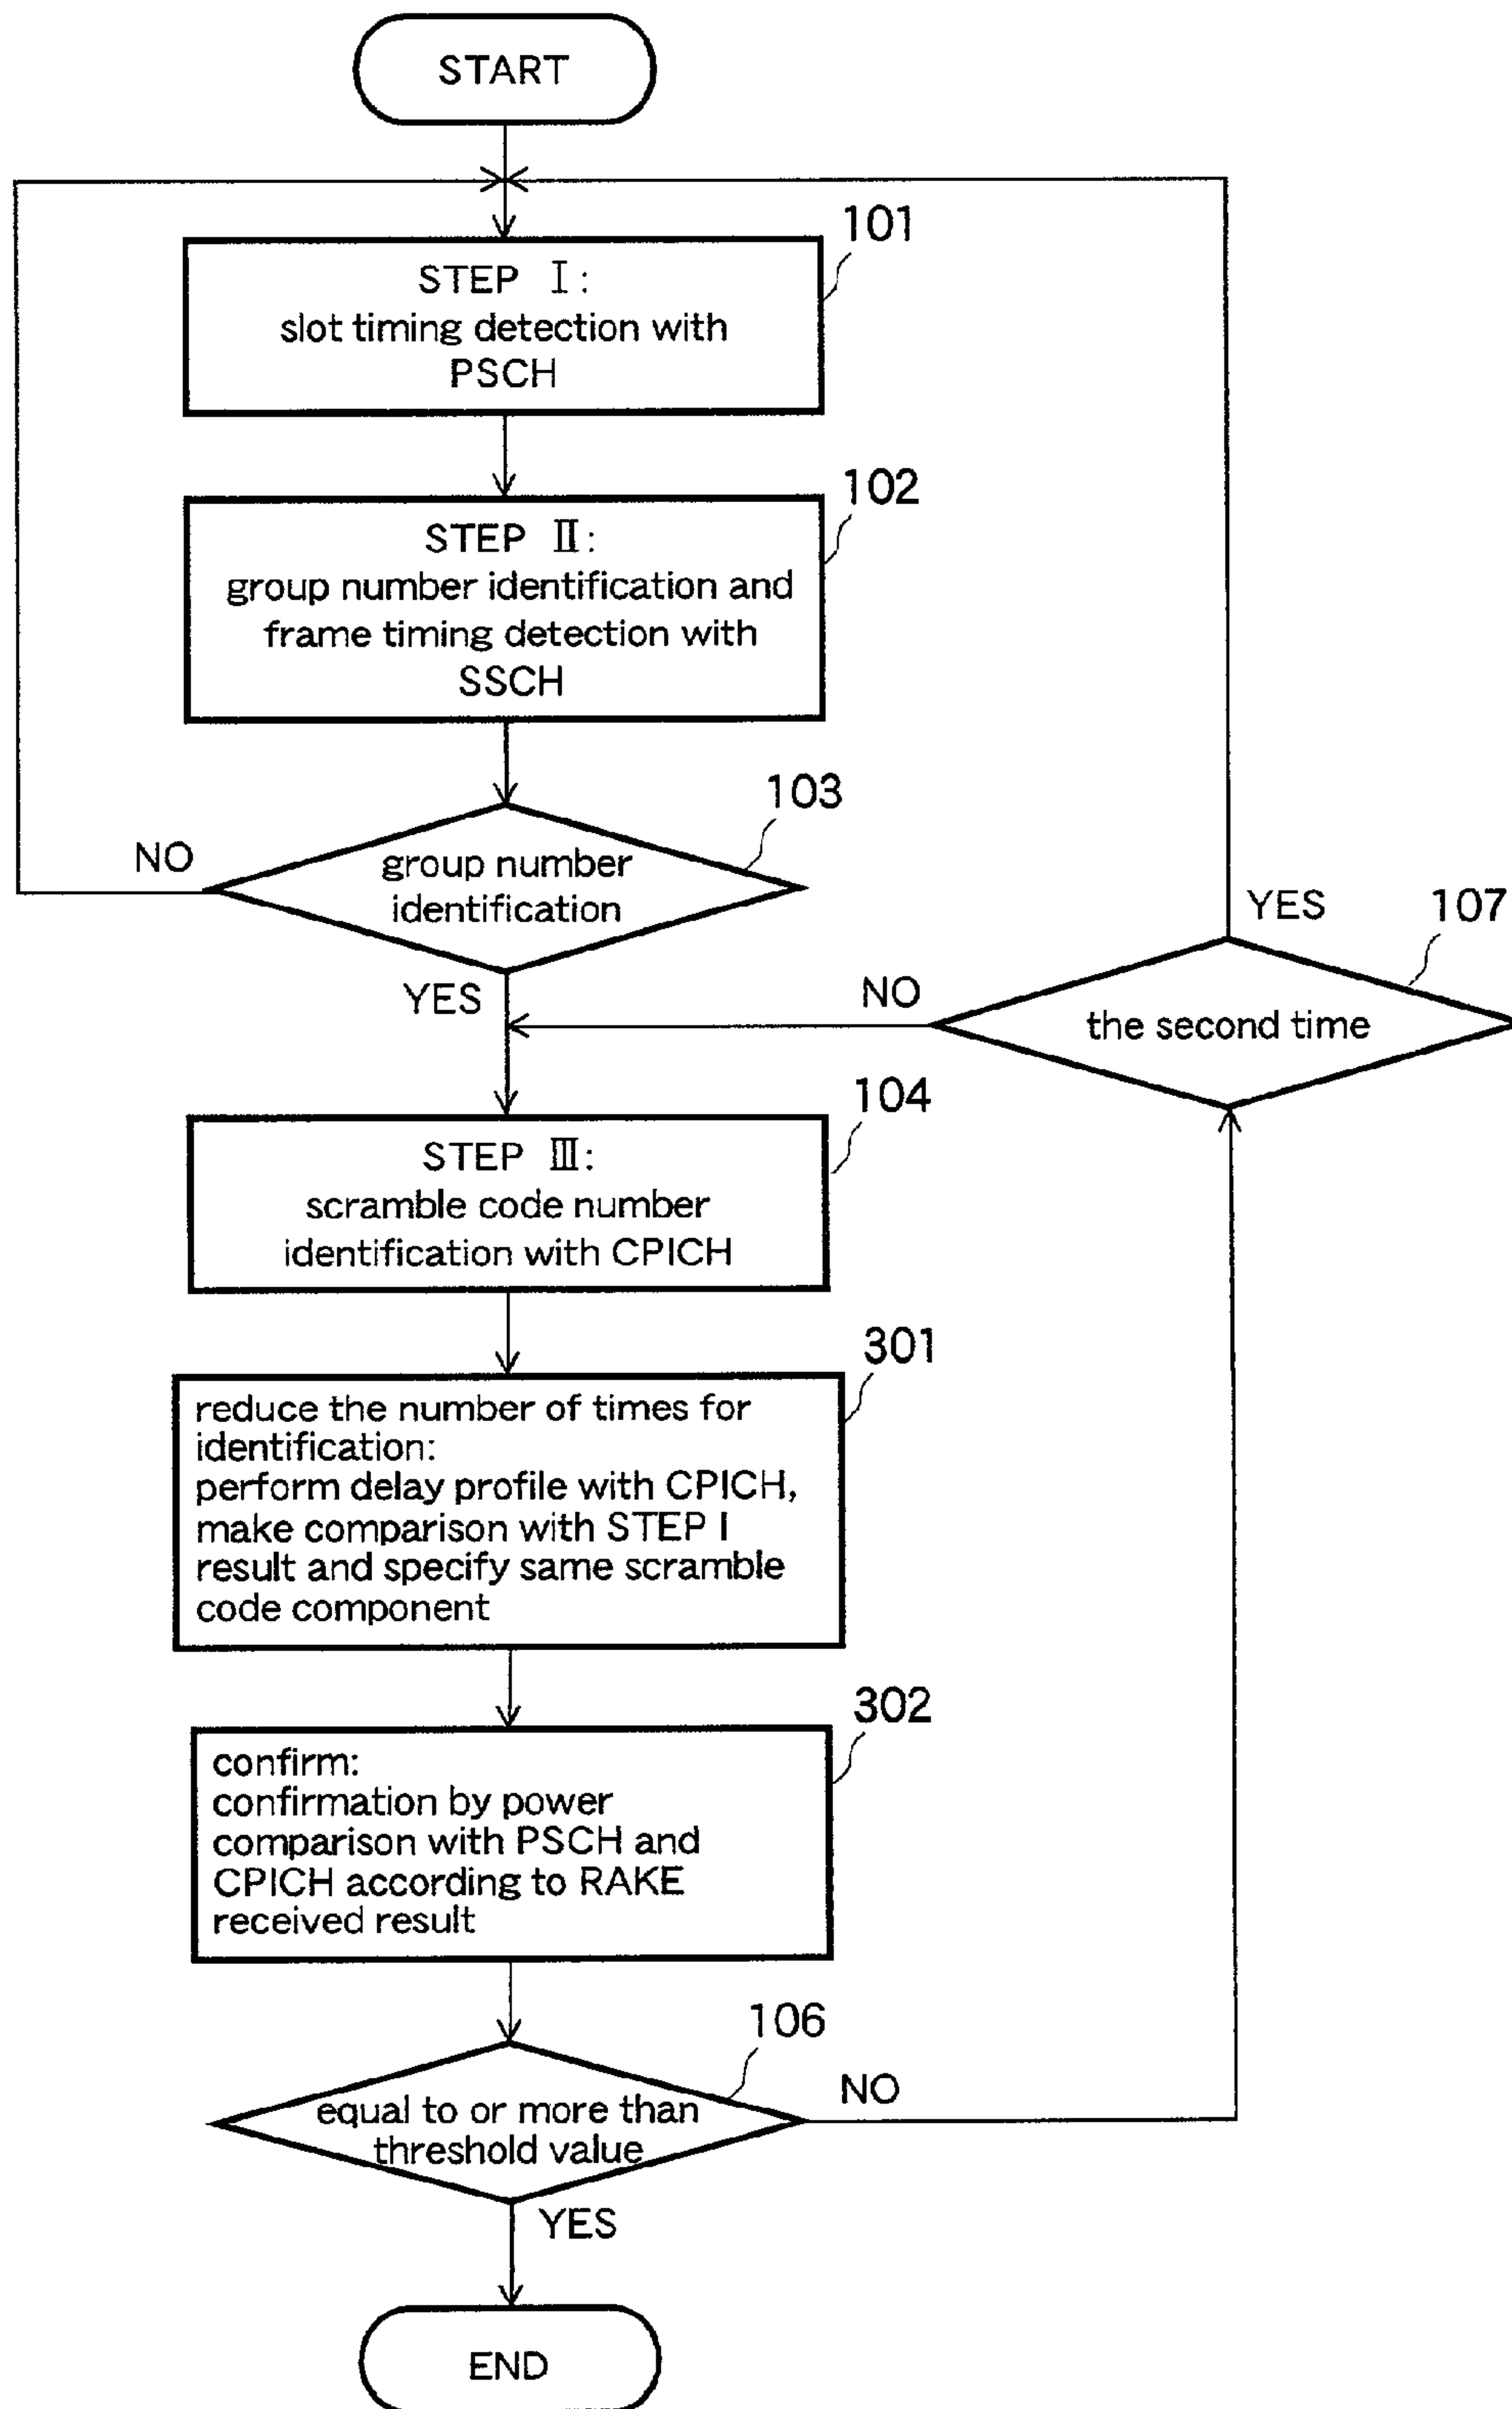 START
101
STEP Ⅰ:
slot timing detection with
PSCH
102
STEP Ⅱ:
group number identification and
frame timing detection with
SSCH
103
NO
group number
identification
YES
YES
107
NO
the second time
104
STEP Ⅲ:
scramble code number
identification with CPICH
301
reduce the number of times for
identification:
perform delay profile with CPICH,
make comparison with STEP I
result and specify same scramble
code component
302
confirm:
confirmation by power
comparison with PSCH and
CPICH according to RAKE
received result
106
NO
equal to or more than
threshold value
YES
END